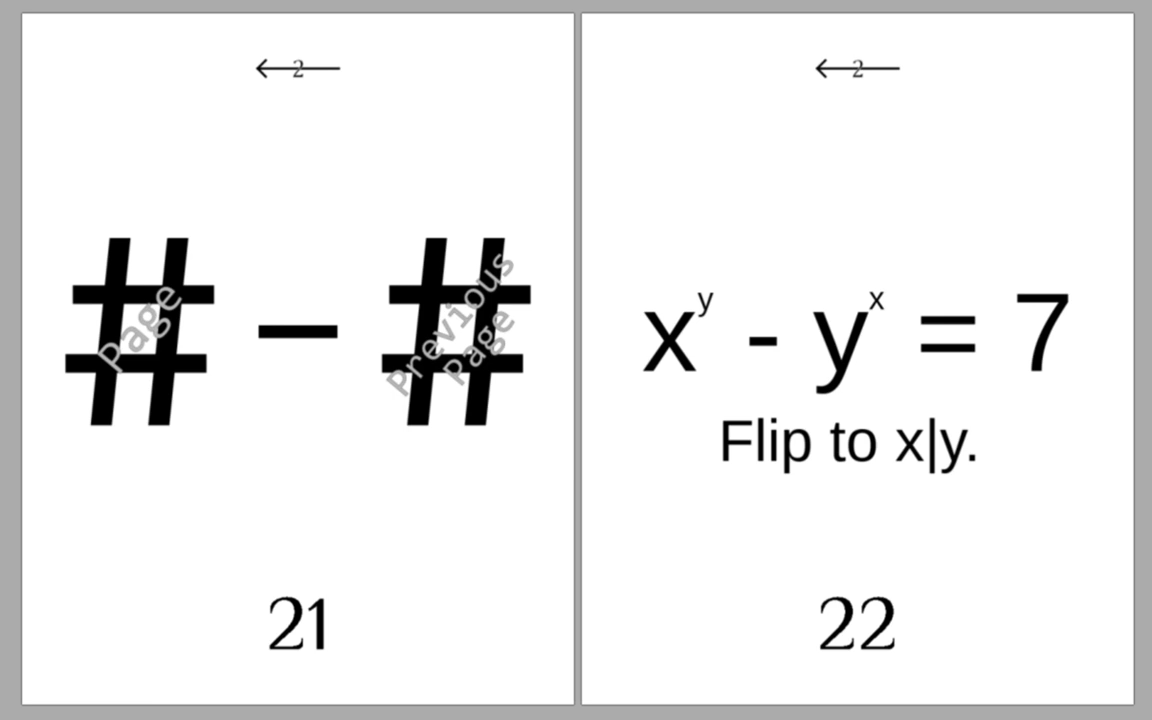 2
# − #
Page
Previous
Page
21
2
xʸ - yˣ = 7
Flip to x|y.
22